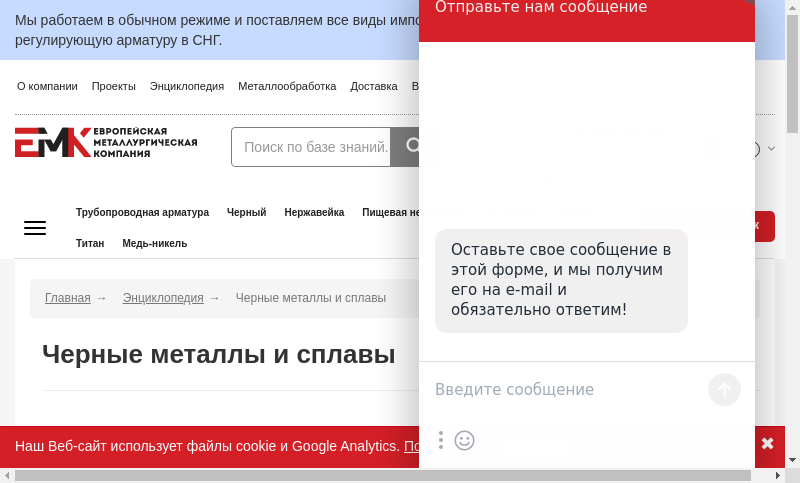 Мы работаем в обычном режиме и поставляем все виды
регулирующую арматуру в СНГ.
Отправьте нам сообщение
О компании Проекты Энциклопедия Металлообработка Доставка
ЕМК ЕВРОПЕЙСКАЯ
МЕТАЛЛУРГИЧЕСКАЯ
КОМПАНИЯ
Поиск по базе знаний.
Трубопроводная арматура Черный Нержавейка Пищевая
Титан Медь-никель
Главная → Энциклопедия → Черные металлы и сплавы
Черные металлы и сплавы
Оставьте свое сообщение в
этой форме, и мы получим
его на e-mail и
обязательно ответим!
Введите сообщение
Наш Веб-сайт использует файлы cookie и Google Analytics.